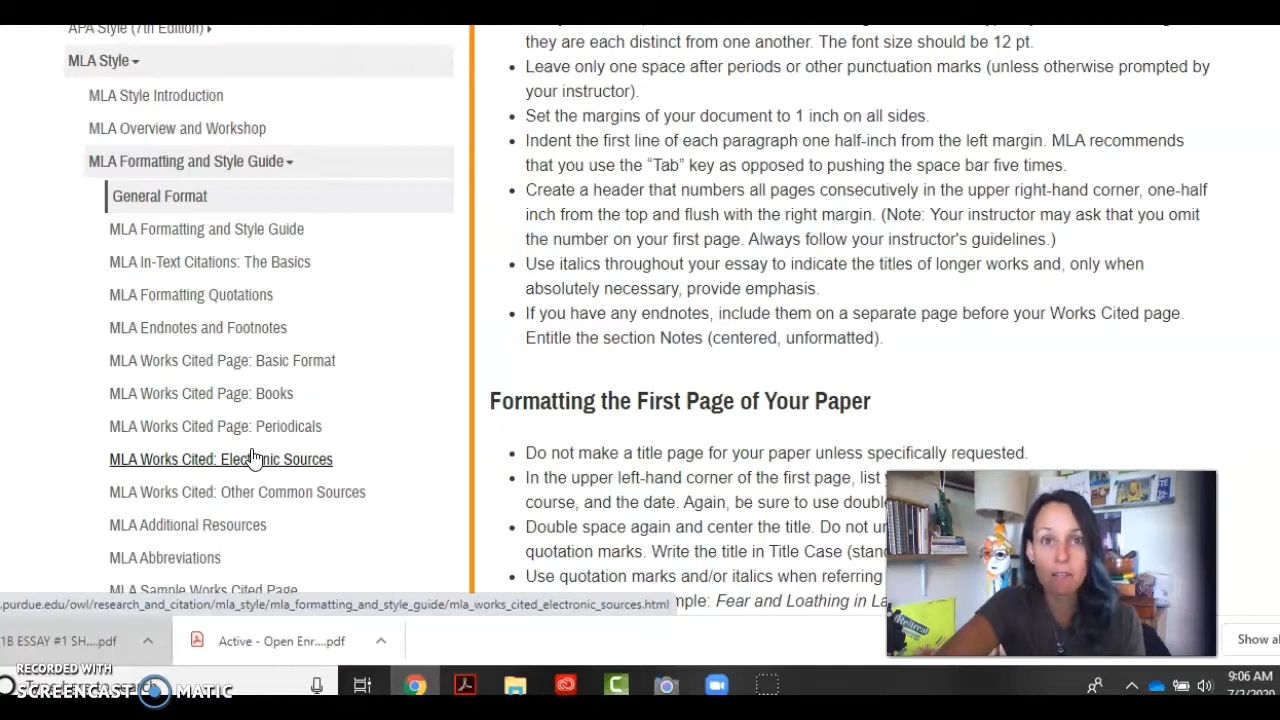 APA Style (7th Edition)
MLA Style
MLA Style Introduction
MLA Overview and Workshop
MLA Formatting and Style Guide
General Format
MLA Formatting and Style Guide
MLA In-Text Citations: The Basics
MLA Formatting Quotations
MLA Endnotes and Footnotes
MLA Works Cited Page: Basic Format
MLA Works Cited Page: Books
MLA Works Cited Page: Periodicals
MLA Works Cited: Electronic Sources
MLA Works Cited: Other Common Sources
MLA Additional Resources
MLA Abbreviations
MLA Sample Works Cited Page
they are each distinct from one another. The font size should be 12 pt.
Leave only one space after periods or other punctuation marks (unless otherwise prompted by
your instructor).
Set the margins of your document to 1 inch on all sides.
Indent the first line of each paragraph one half-inch from the left margin. MLA recommends
that you use the “Tab” key as opposed to pushing the space bar five times.
Create a header that numbers all pages consecutively in the upper right-hand corner, one-half
inch from the top and flush with the right margin. (Note: Your instructor may ask that you omit
the number on your first page. Always follow your instructor's guidelines.)
Use italics throughout your essay to indicate the titles of longer works and, only when
absolutely necessary, provide emphasis.
If you have any endnotes, include them on a separate page before your Works Cited page.
Entitle the section Notes (centered, unformatted).
Formatting the First Page of Your Paper
Do not make a title page for your paper unless specifically requested.
In the upper left-hand corner of the first page, list
course, and the date. Again, be sure to use
Double space again and center the title. Do not
quotation marks. Write the title in Title Case
Use quotation marks and/or italics when referring
Fear and Loathing in
.purdue.edu/owl/research_and_citation/mla_style/mla_formatting_and_style_guide/mla_works_cited_electronic_sources.html
1B ESSAY #1 SH....pdf
Active - Open Enr....pdf
Show
RECORDED WITH
SCREENCAST MATIC
9:06 AM
7/2/2020